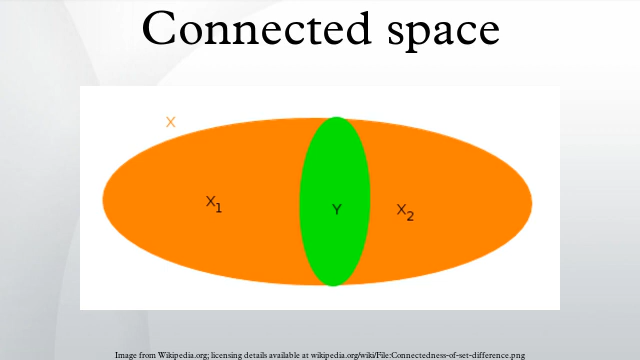 Connected space
X
X1
Y
X2
Image from Wikipedia.org; licensing details available at wikipedia.org/wiki/File:Connectedness-of-set-difference.png